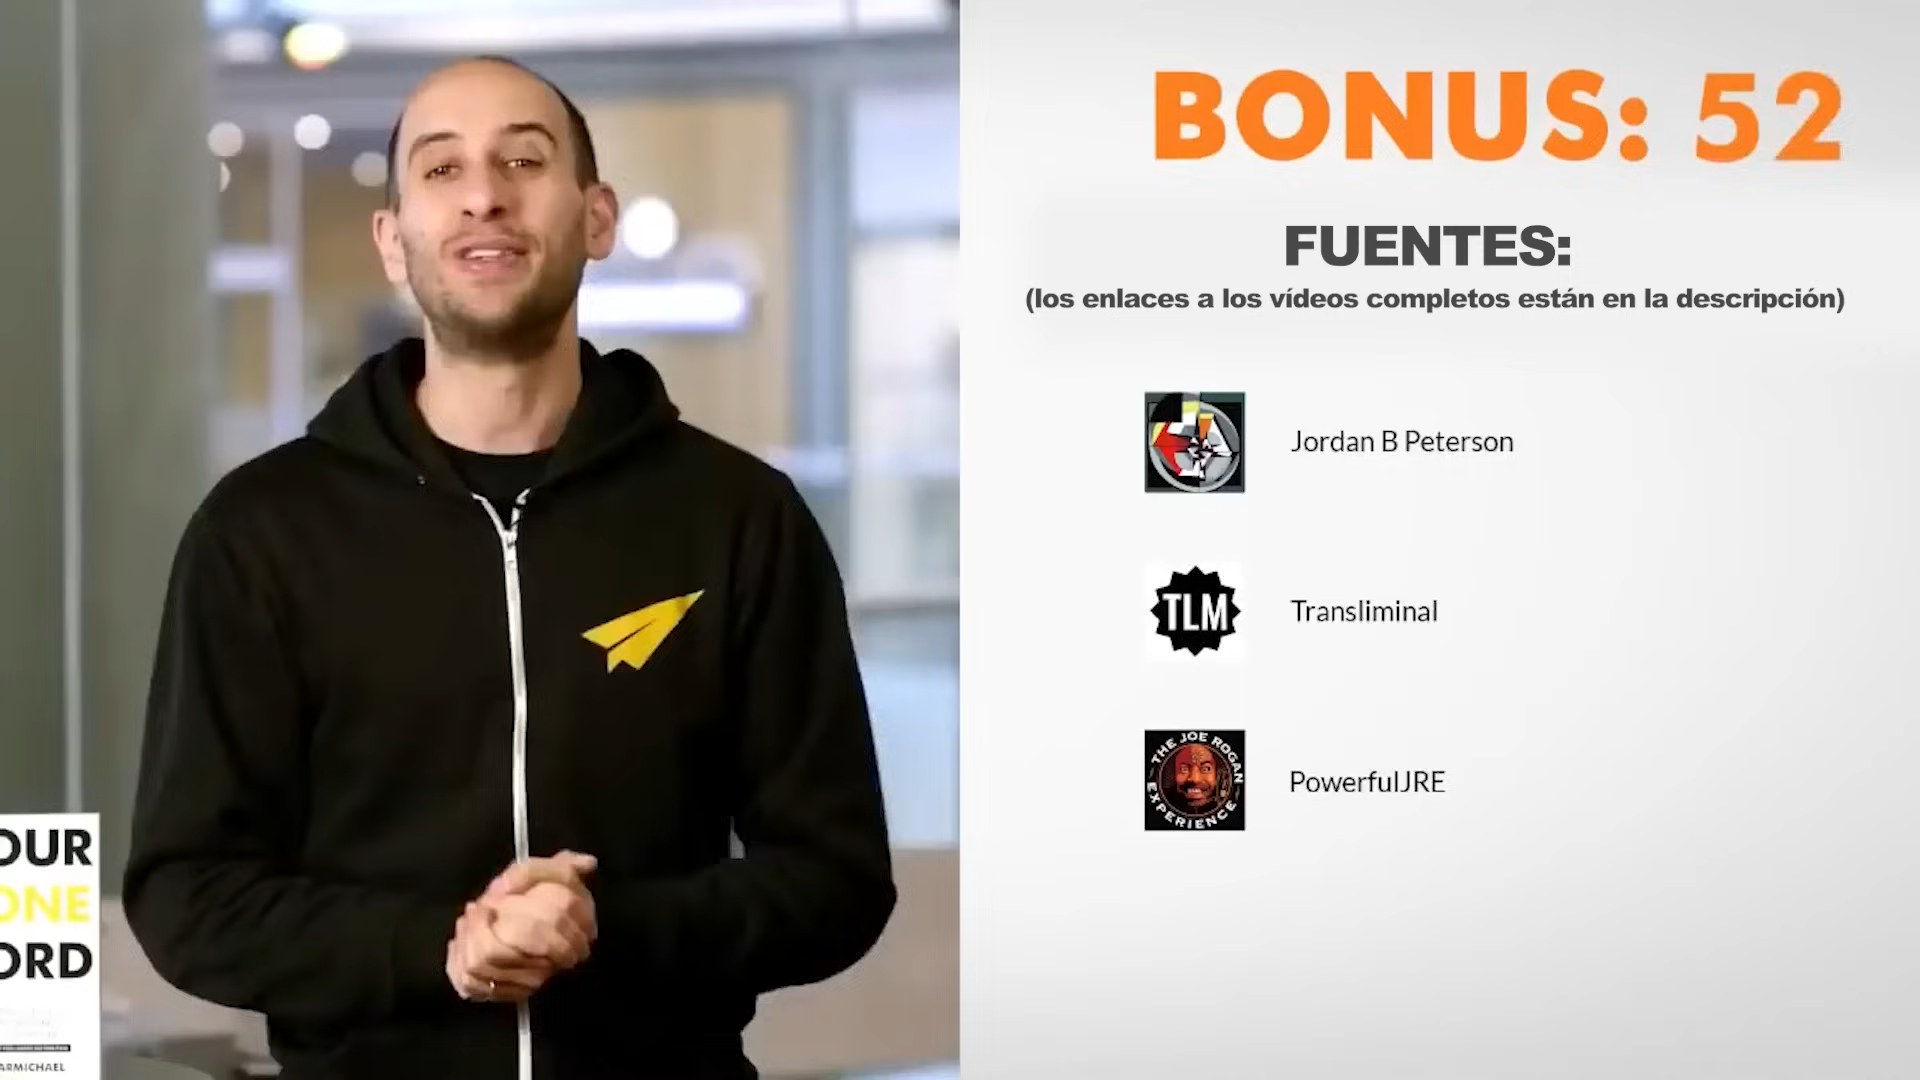 BONUS: 52
FUENTES:
(los enlaces a los vídeos completos están en la descripción)
Jordan B Peterson
TLM
Transliminal
THE JOE ROGAN EXPERIENCE
PowerfulJRE
OUR
ONE
ORD
ARMICHAEL